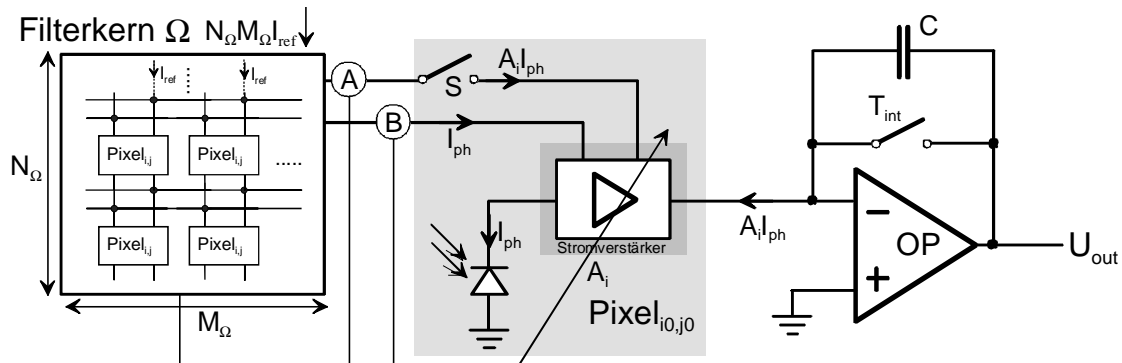 Filterkern Ω N_ΩM_ΩI_ref
I_ref ..... I_ref
Pixel_i,j Pixel_i,j .....
Pixel_i,j Pixel_i,j
N_Ω
M_Ω
A
B
S
A_iI_ph
I_ph
I_ph
Stromverstärker
A_i
Pixel_i0,j0
A_iI_ph
C
T_int
−
OP
+
U_out